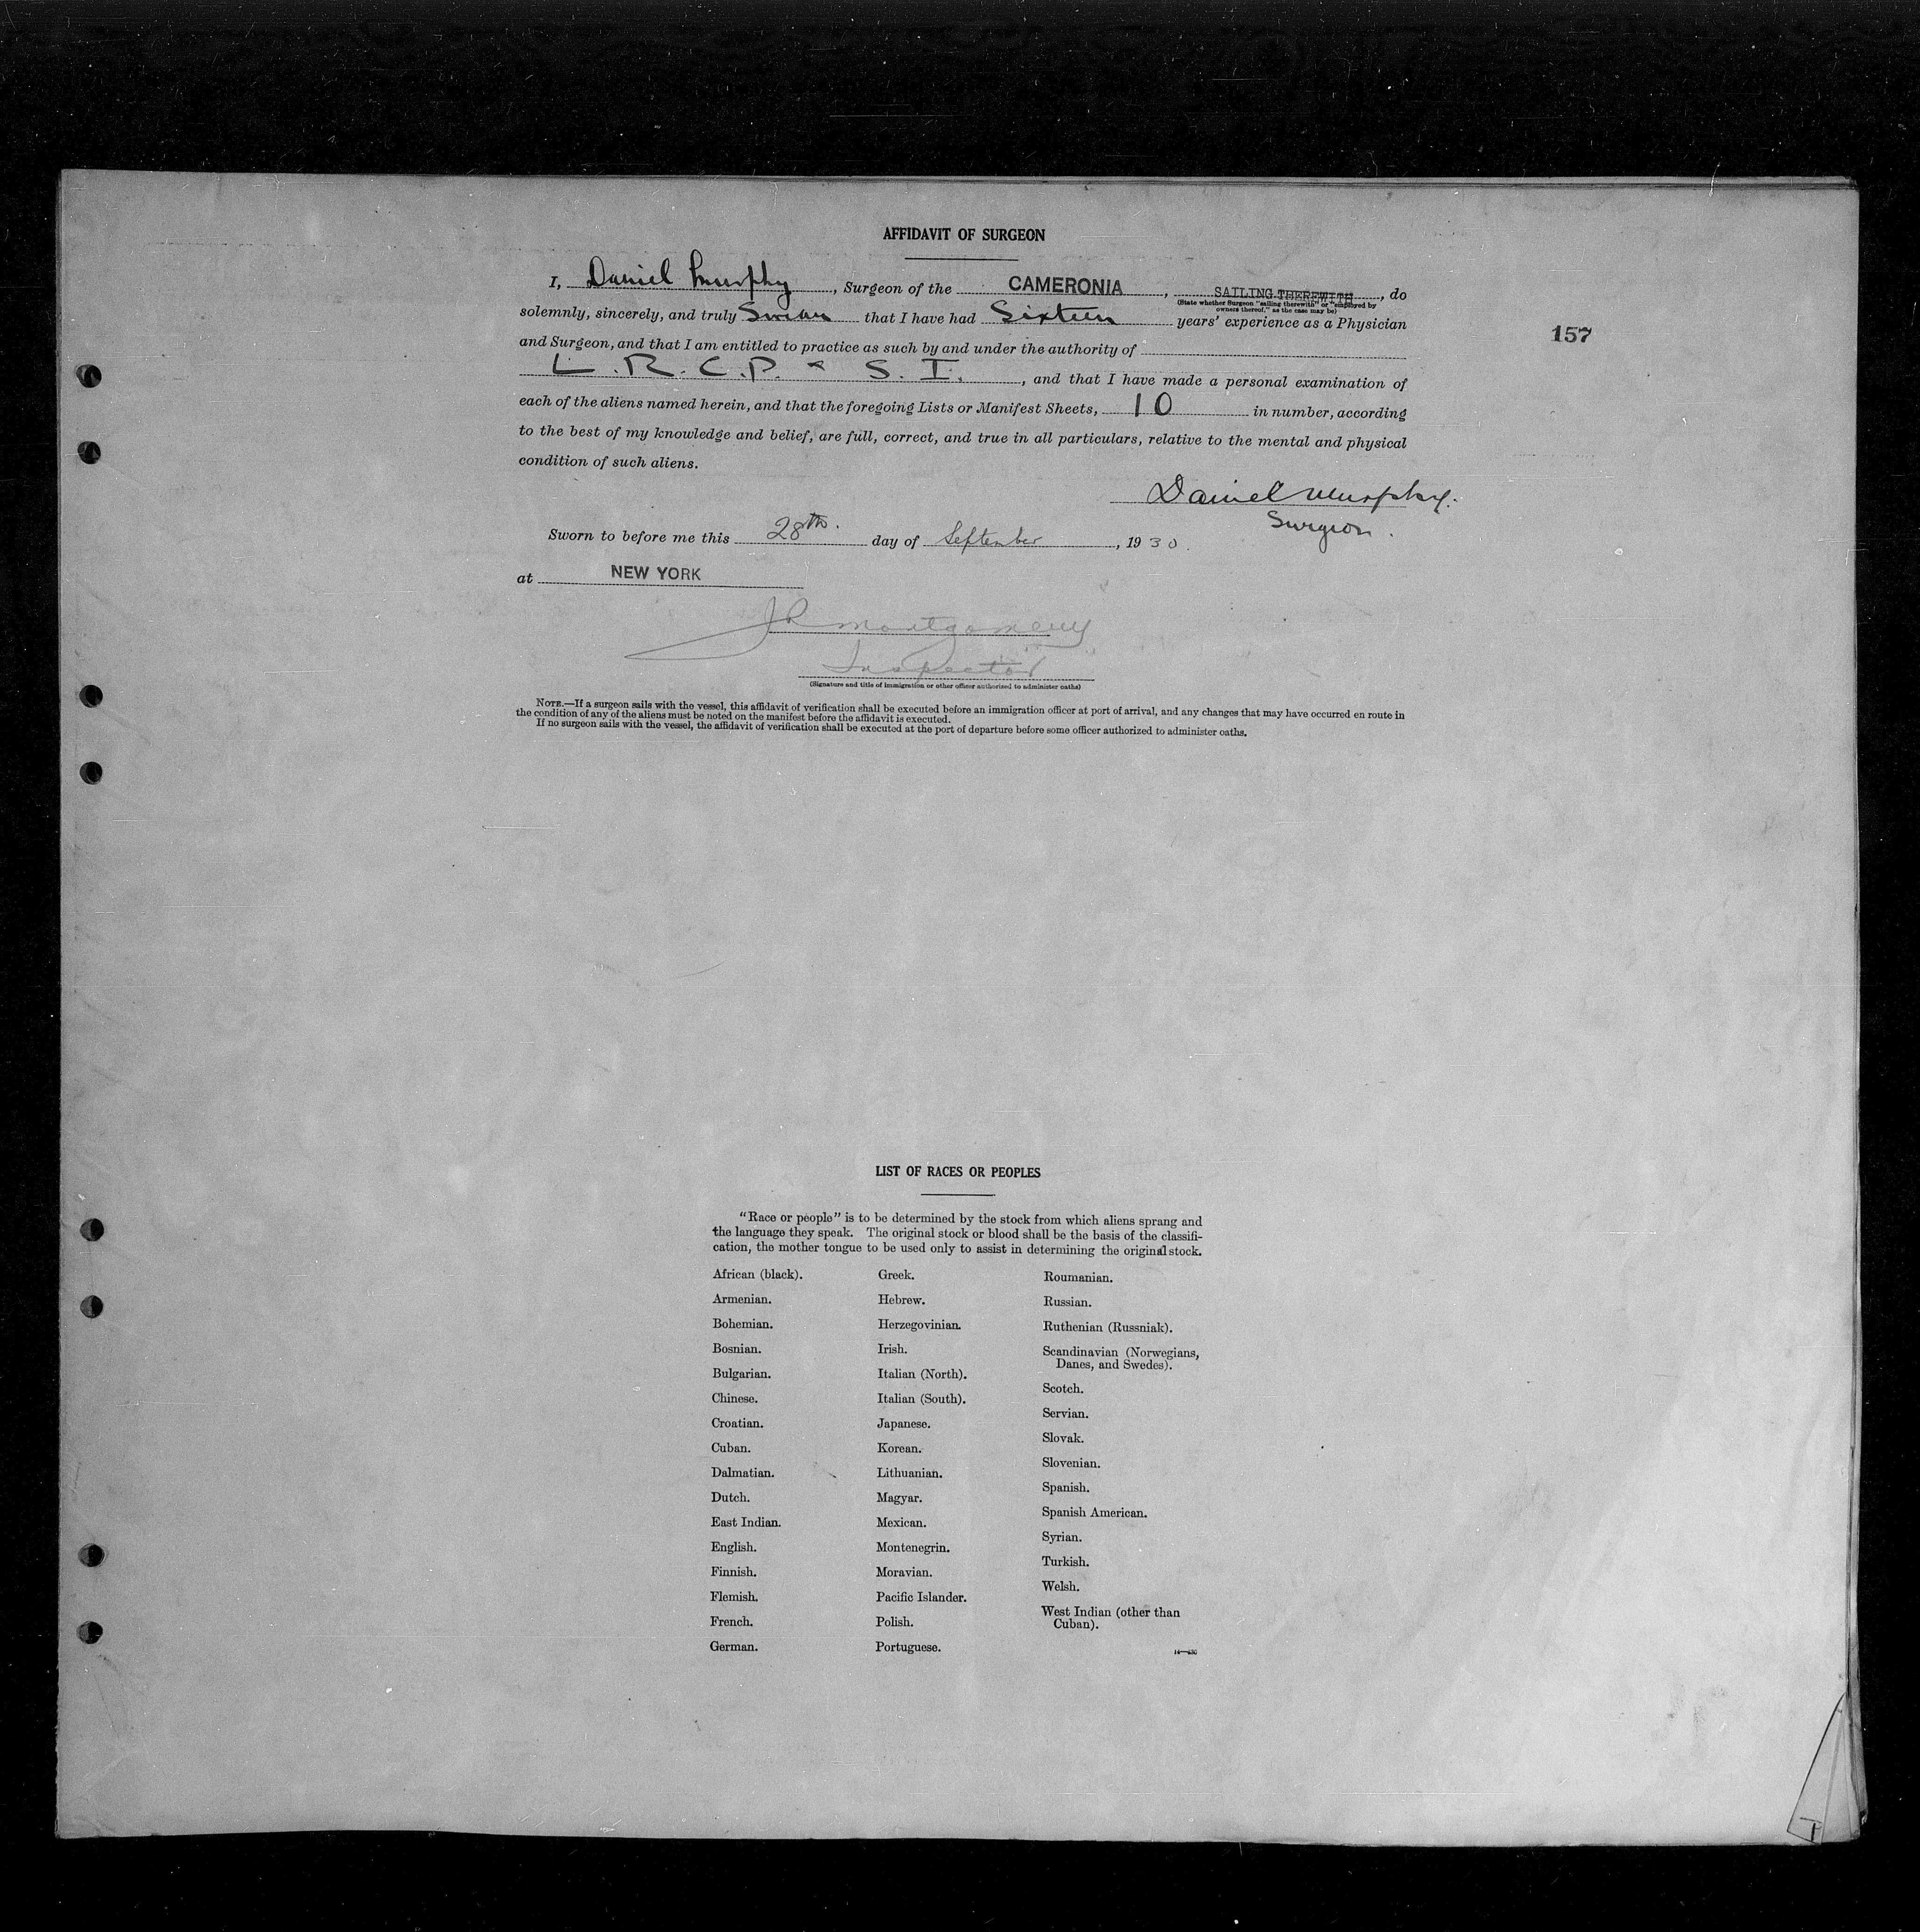 AFFIDAVIT OF SURGEON
I, Daniel Murphy, Surgeon of the CAMERONIA, SAILING THEREWITH, do
(State whether Surgeon "sailing therewith" or "employed by
owners thereof," as the case may be)
solemnly, sincerely, and truly Swear that I have had Sixteen years' experience as a Physician
157
and Surgeon, and that I am entitled to practice as such by and under the authority of
L.R.C.P. & S.I., and that I have made a personal examination of
each of the aliens named herein, and that the foregoing Lists or Manifest Sheets, 10 in number, according
to the best of my knowledge and belief, are full, correct, and true in all particulars, relative to the mental and physical
condition of such aliens.
Daniel Murphy.
Surgeon.
Sworn to before me this 28th. day of September, 1930.
at NEW YORK
JR Montgomery
Inspector
(Signature and title of immigration or other officer authorized to administer oaths)
NOTE.—If a surgeon sails with the vessel, this affidavit of verification shall be executed before an immigration officer at port of arrival, and any changes that may have occurred en route in
the condition of any of the aliens must be noted on the manifest before the affidavit is executed.
If no surgeon sails with the vessel, the affidavit of verification shall be executed at the port of departure before some officer authorized to administer oaths.
LIST OF RACES OR PEOPLES
"Race or people" is to be determined by the stock from which aliens sprang and
the language they speak. The original stock or blood shall be the basis of the classifi-
cation, the mother tongue to be used only to assist in determining the original stock.
African (black).
Armenian.
Bohemian.
Bosnian.
Bulgarian.
Chinese.
Croatian.
Cuban.
Dalmatian.
Dutch.
East Indian.
English.
Finnish.
Flemish.
French.
German.
Greek.
Hebrew.
Herzegovinian.
Irish.
Italian (North).
Italian (South).
Japanese.
Korean.
Lithuanian.
Magyar.
Mexican.
Montenegrin.
Moravian.
Pacific Islander.
Polish.
Portuguese.
Roumanian.
Russian.
Ruthenian (Russniak).
Scandinavian (Norwegians,
Danes, and Swedes).
Scotch.
Servian.
Slovak.
Slovenian.
Spanish.
Spanish American.
Syrian.
Turkish.
Welsh.
West Indian (other than
Cuban).